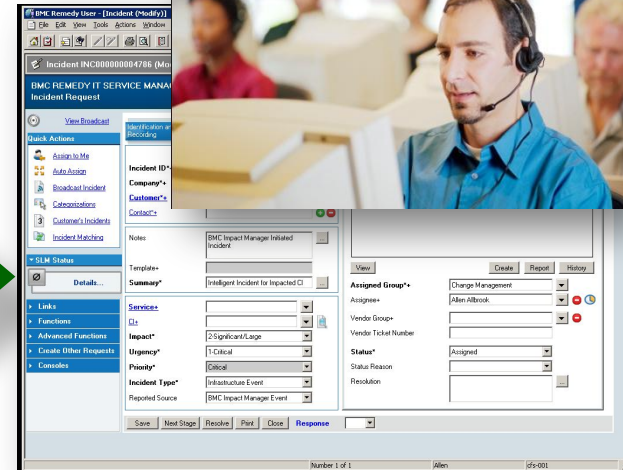 BMC Remedy User - [Incident (Modify)]
File Edit View Tools Actions Window
Incident INC000000004786 (Mo
BMC REMEDY IT SERVICE MANA
Incident Request
View Broadcast
Quick Actions
Assign to Me
Auto Assign
Broadcast Incident
Categorizations
3 Customer's Incidents
Incident Matching
SLM Status
Details...
Links
Functions
Advanced Functions
Create Other Requests
Consoles
Identification an
Recording
Incident ID*+
Company*+
Customer*+
Contact*+
Notes BMC Impact Manager Initiated
Incident
Template+
Summary* Intelligent Incident for Impacted CI
Service+
CI+
Impact* 2-Significant/Large
Urgency* 1-Critical
Priority* Critical
Incident Type* Infrastructure Event
Reported Source BMC Impact Manager Event
View Create Report History
Assigned Group*+ Change Management
Assignee+ Allen Allbrook
Vendor Group+
Vendor Ticket Number
Status* Assigned
Status Reason
Resolution
Save Next Stage Resolve Print Close Response
Number 1 of 1 Allen cfs-001